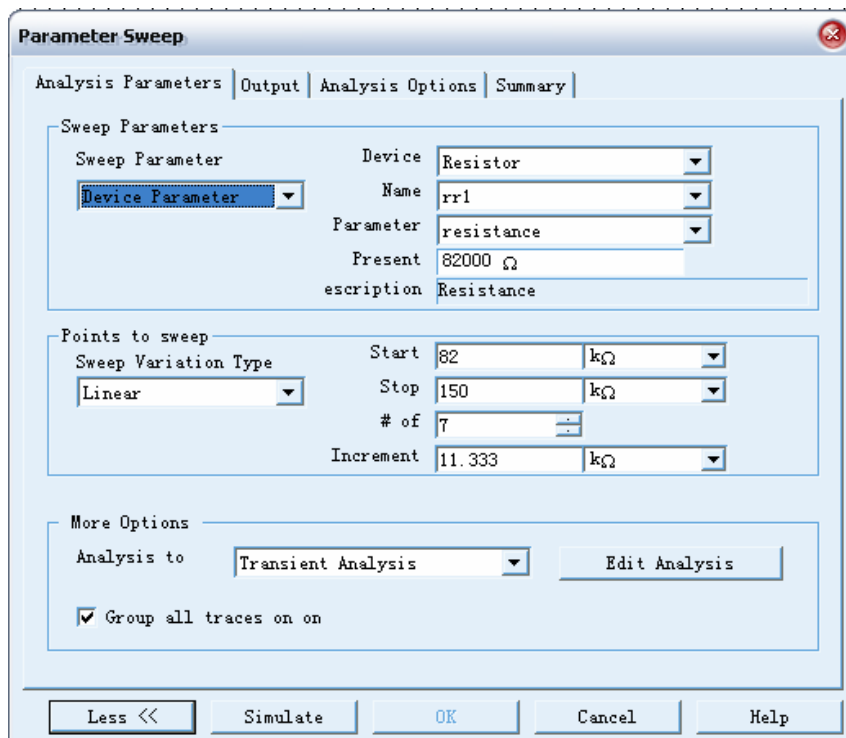 Parameter Sweep
Analysis Parameters Output Analysis Options Summary
Sweep Parameters
Sweep Parameter
Device Parameter
Device Resistor
Name rr1
Parameter resistance
Present 82000 Ω
escription Resistance
Points to sweep
Sweep Variation Type
Linear
Start 82 kΩ
Stop 150 kΩ
# of 7
Increment 11.333 kΩ
More Options
Analysis to Transient Analysis Edit Analysis
Group all traces on on
Less << Simulate OK Cancel Help